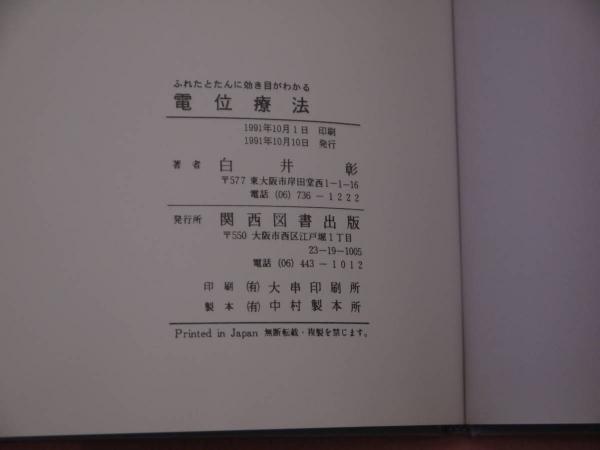 ふれたとたんに効き目がわかる
電位療法
1991年10月1日 印刷
1991年10月10日 発行
著者 白井 彰
〒577 東大阪市岸田堂西1-1-16
電話 (06) 736-1222
発行所 関西図書出版
〒550 大阪市西区江戸堀1丁目
23-19-1005
電話 (06) 443-1012
印刷 (有) 大串印刷所
製本 (有) 中村製本所
Printed in Japan 無断転載・複製を禁じます。